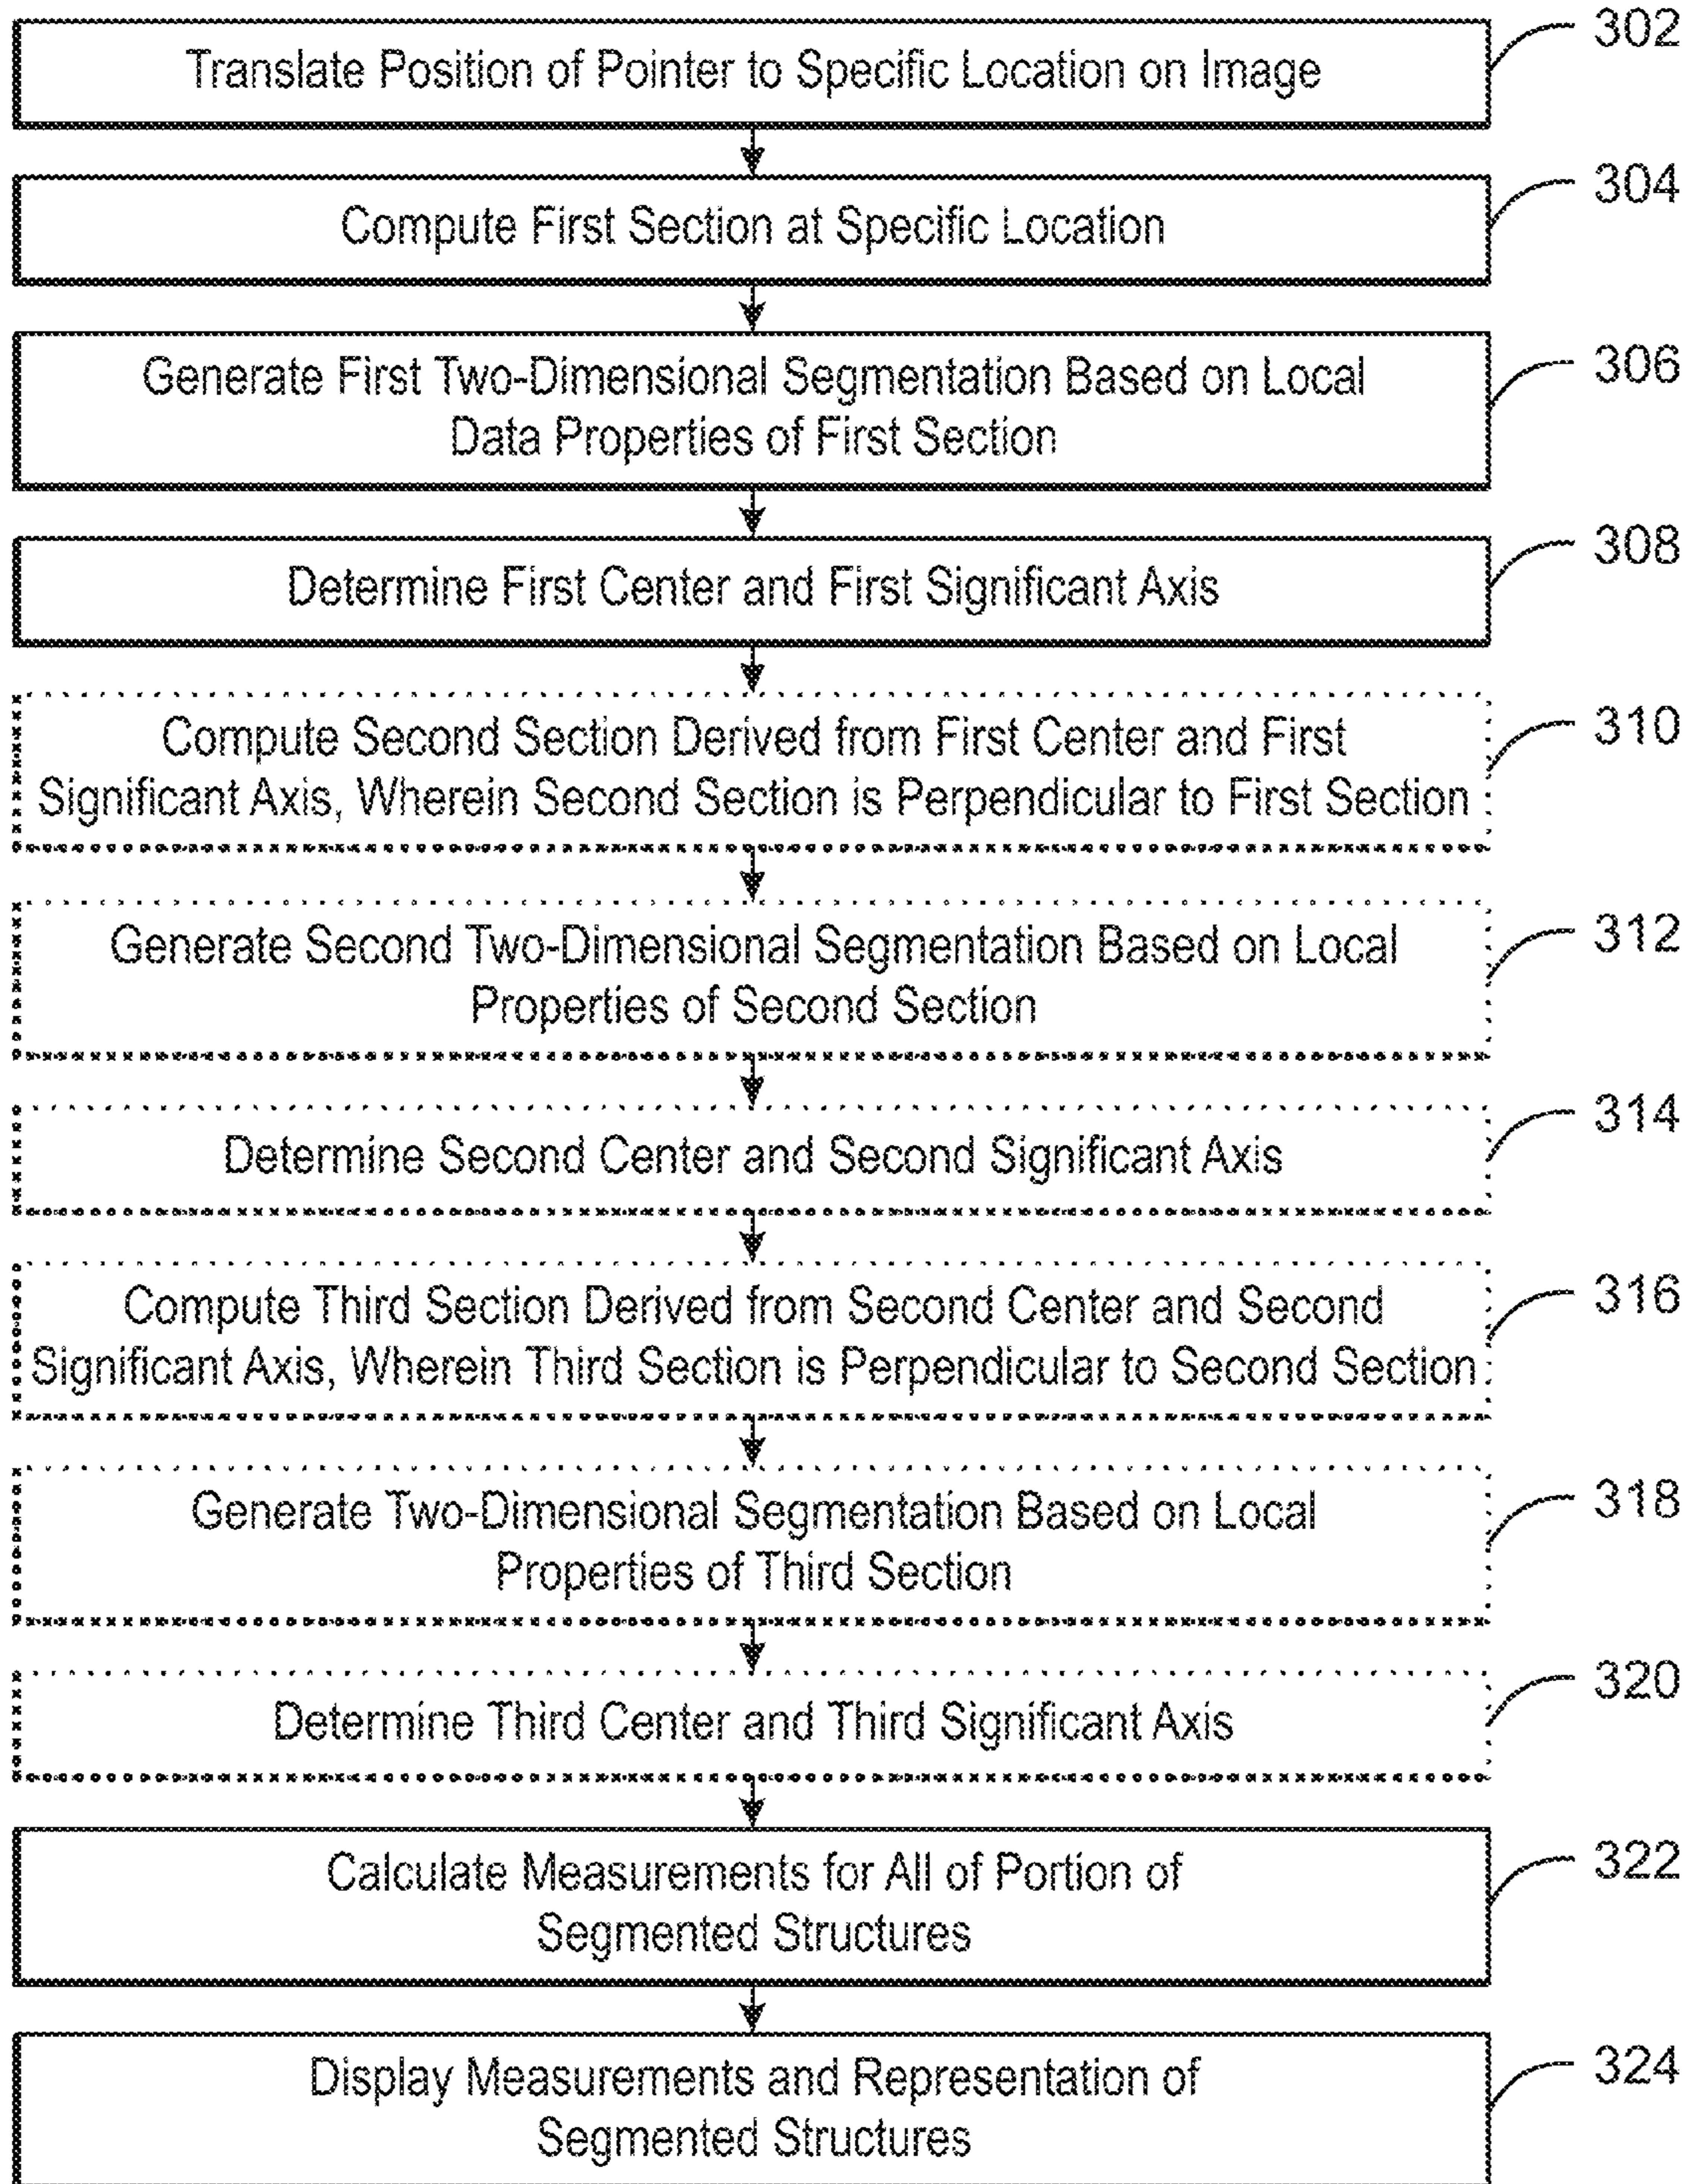 302
Translate Position of Pointer to Specific Location on Image
304
Compute First Section at Specific Location
306
Generate First Two-Dimensional Segmentation Based on Local
Data Properties of First Section
308
Determine First Center and First Significant Axis
310
Compute Second Section Derived from First Center and First
Significant Axis, Wherein Second Section is Perpendicular to First Section
312
Generate Second Two-Dimensional Segmentation Based on Local
Properties of Second Section
314
Determine Second Center and Second Significant Axis
316
Compute Third Section Derived from Second Center and Second
Significant Axis, Wherein Third Section is Perpendicular to Second Section
318
Generate Two-Dimensional Segmentation Based on Local
Properties of Third Section
320
Determine Third Center and Third Significant Axis
322
Calculate Measurements for All of Portion of
Segmented Structures
324
Display Measurements and Representation of
Segmented Structures